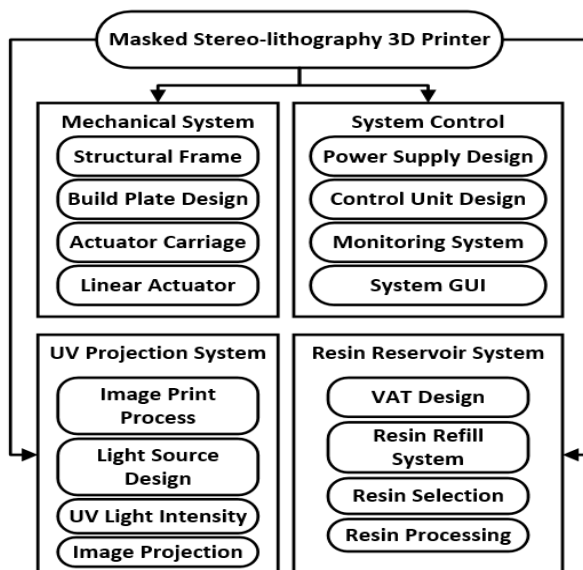 Masked Stereo-lithography 3D Printer
Mechanical System
Structural Frame
Build Plate Design
Actuator Carriage
Linear Actuator
System Control
Power Supply Design
Control Unit Design
Monitoring System
System GUI
UV Projection System
Image Print
Process
Light Source
Design
UV Light Intensity
Image Projection
Resin Reservoir System
VAT Design
Resin Refill
System
Resin Selection
Resin Processing